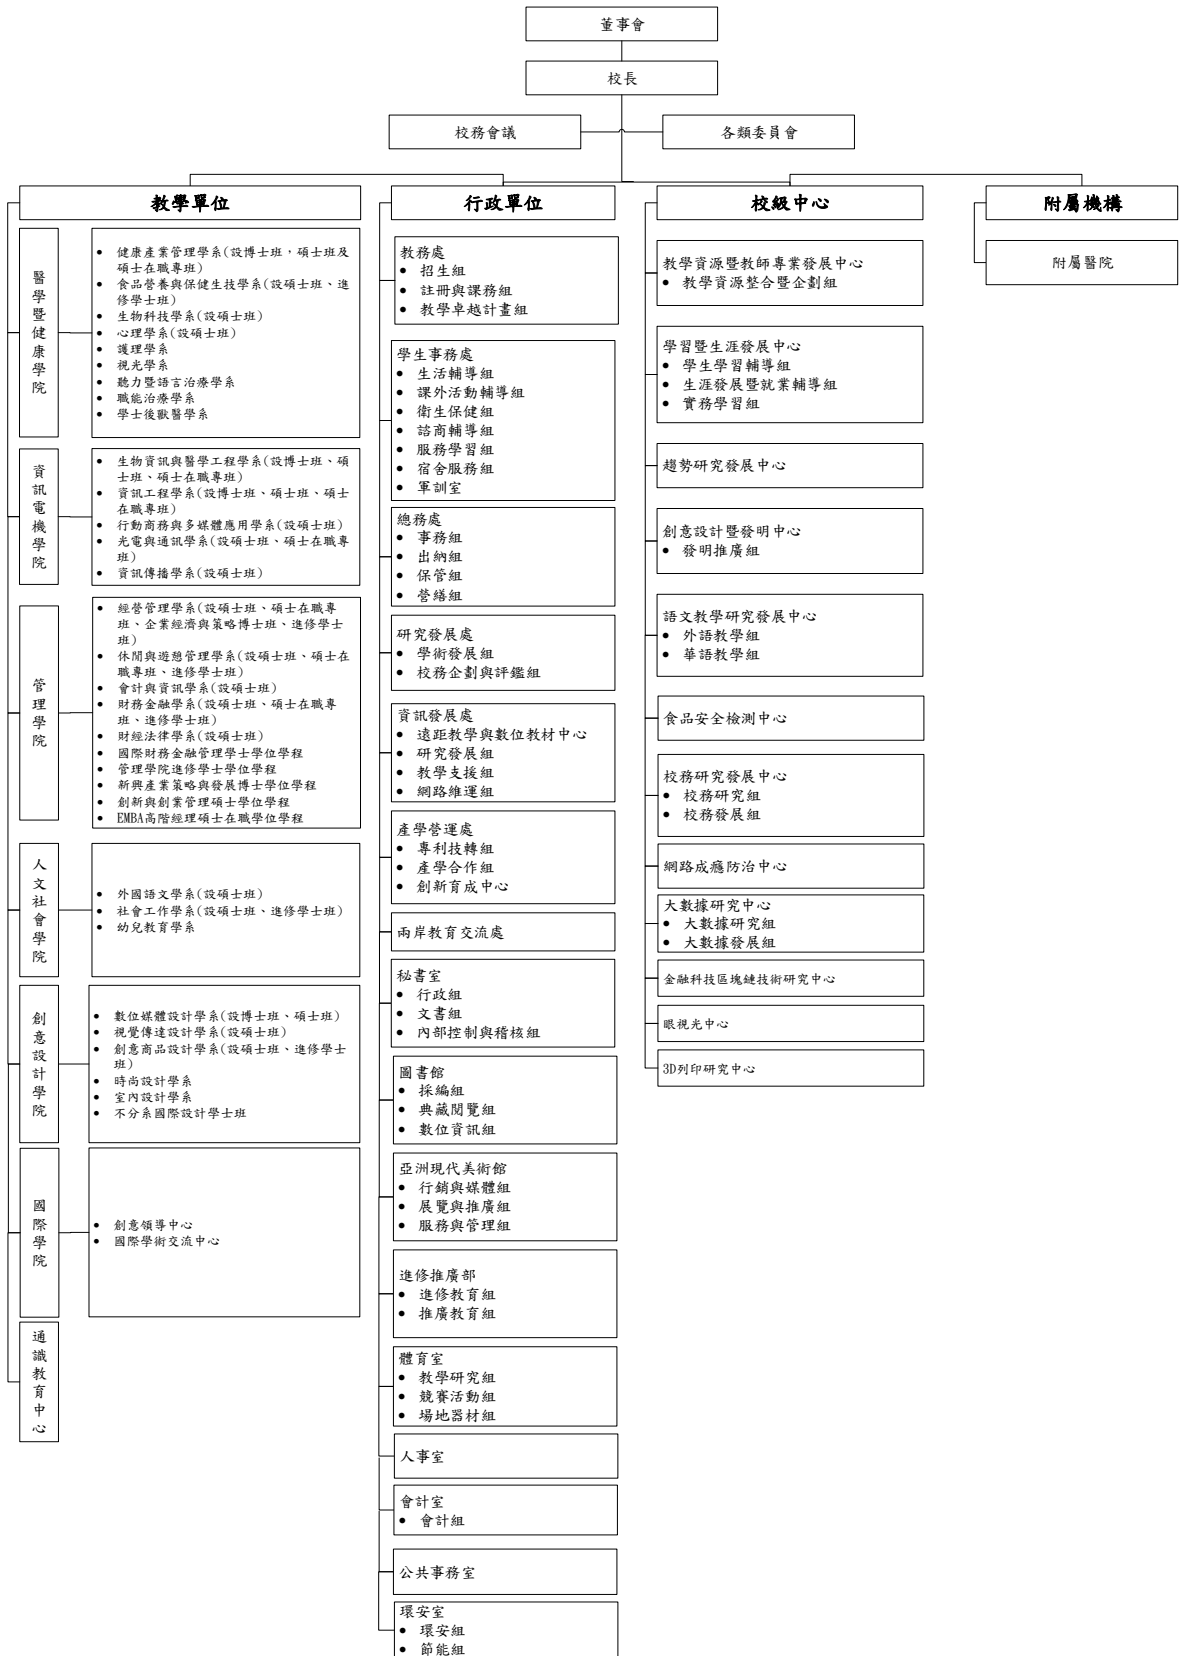 董事會
校長
校務會議
各類委員會
教學單位
醫學暨健康學院
• 健康產業管理學系(設博士班，碩士班及
碩士在職專班)
• 食品營養與保健生技學系(設碩士班、進
修學士班)
• 生物科技學系(設碩士班)
• 心理學系(設碩士班)
• 護理學系
• 視光學系
• 聽力暨語言治療學系
• 職能治療學系
• 學士後獸醫學系
資訊電機學院
• 生物資訊與醫學工程學系(設博士班、碩
士班、碩士在職專班)
• 資訊工程學系(設博士班、碩士班、碩士
在職專班)
• 行動商務與多媒體應用學系(設碩士班)
• 光電與通訊學系(設碩士班、碩士在職專
班)
• 資訊傳播學系(設碩士班)
管理學院
• 經營管理學系(設碩士班、碩士在職專
班、企業經濟與策略博士班、進修學士
班)
• 休閒與遊憩管理學系(設碩士班、碩士在
職專班、進修學士班)
• 會計與資訊學系(設碩士班)
• 財務金融學系(設碩士班、碩士在職專
班、進修學士班)
• 財經法律學系(設碩士班)
• 國際財務金融管理學士學位學程
• 管理學院進修學士學位學程
• 新興產業策略與發展博士學位學程
• 創新與創業管理碩士學位學程
• EMBA高階經理碩士在職學位學程
人文社會學院
• 外國語文學系(設碩士班)
• 社會工作學系(設碩士班、進修學士班)
• 幼兒教育學系
創意設計學院
• 數位媒體設計學系(設博士班、碩士班)
• 視覺傳達設計學系(設碩士班)
• 創意商品設計學系(設碩士班、進修學士
班)
• 時尚設計學系
• 室內設計學系
• 不分系國際設計學士班
國際學院
• 創意領導中心
• 國際學術交流中心
通識教育中心
行政單位
教務處
• 招生組
• 註冊與課務組
• 教學卓越計畫組
學生事務處
• 生活輔導組
• 課外活動輔導組
• 衛生保健組
• 諮商輔導組
• 服務學習組
• 宿舍服務組
• 軍訓室
總務處
• 事務組
• 出納組
• 保管組
• 營繕組
研究發展處
• 學術發展組
• 校務企劃與評鑑組
資訊發展處
• 遠距教學與數位教材中心
• 研究發展組
• 教學支援組
• 網路維運組
產學營運處
• 專利技轉組
• 產學合作組
• 創新育成中心
兩岸教育交流處
秘書室
• 行政組
• 文書組
• 內部控制與稽核組
圖書館
• 採編組
• 典藏閱覽組
• 數位資訊組
亞洲現代美術館
• 行銷與媒體組
• 展覽與推廣組
• 服務與管理組
進修推廣部
• 進修教育組
• 推廣教育組
體育室
• 教學研究組
• 競賽活動組
• 場地器材組
人事室
會計室
• 會計組
公共事務室
環安室
• 環安組
• 節能組
校級中心
教學資源暨教師專業發展中心
• 教學資源整合暨企劃組
學習暨生涯發展中心
• 學生學習輔導組
• 生涯發展暨就業輔導組
• 實務學習組
趨勢研究發展中心
創意設計暨發明中心
• 發明推廣組
語文教學研究發展中心
• 外語教學組
• 華語教學組
食品安全檢測中心
校務研究發展中心
• 校務研究組
• 校務發展組
網路成癮防治中心
大數據研究中心
• 大數據研究組
• 大數據發展組
金融科技區塊鏈技術研究中心
眼視光中心
3D列印研究中心
附屬機構
附屬醫院